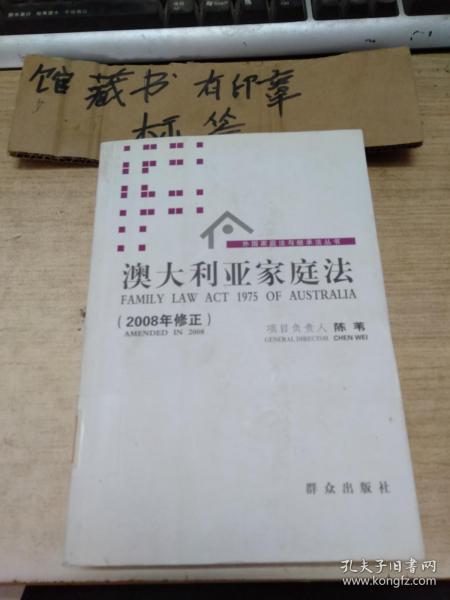 馆藏书 有印章
标签
外国家庭法与继承法丛书
澳大利亚家庭法
FAMILY LAW ACT 1975 OF AUSTRALIA
(2008年修正)
AMENDED IN 2008
项目负责人 陈苇
GENERAL DIRECTOR CHEN WEI
群众出版社
孔夫子旧书网
www.kongfz.com